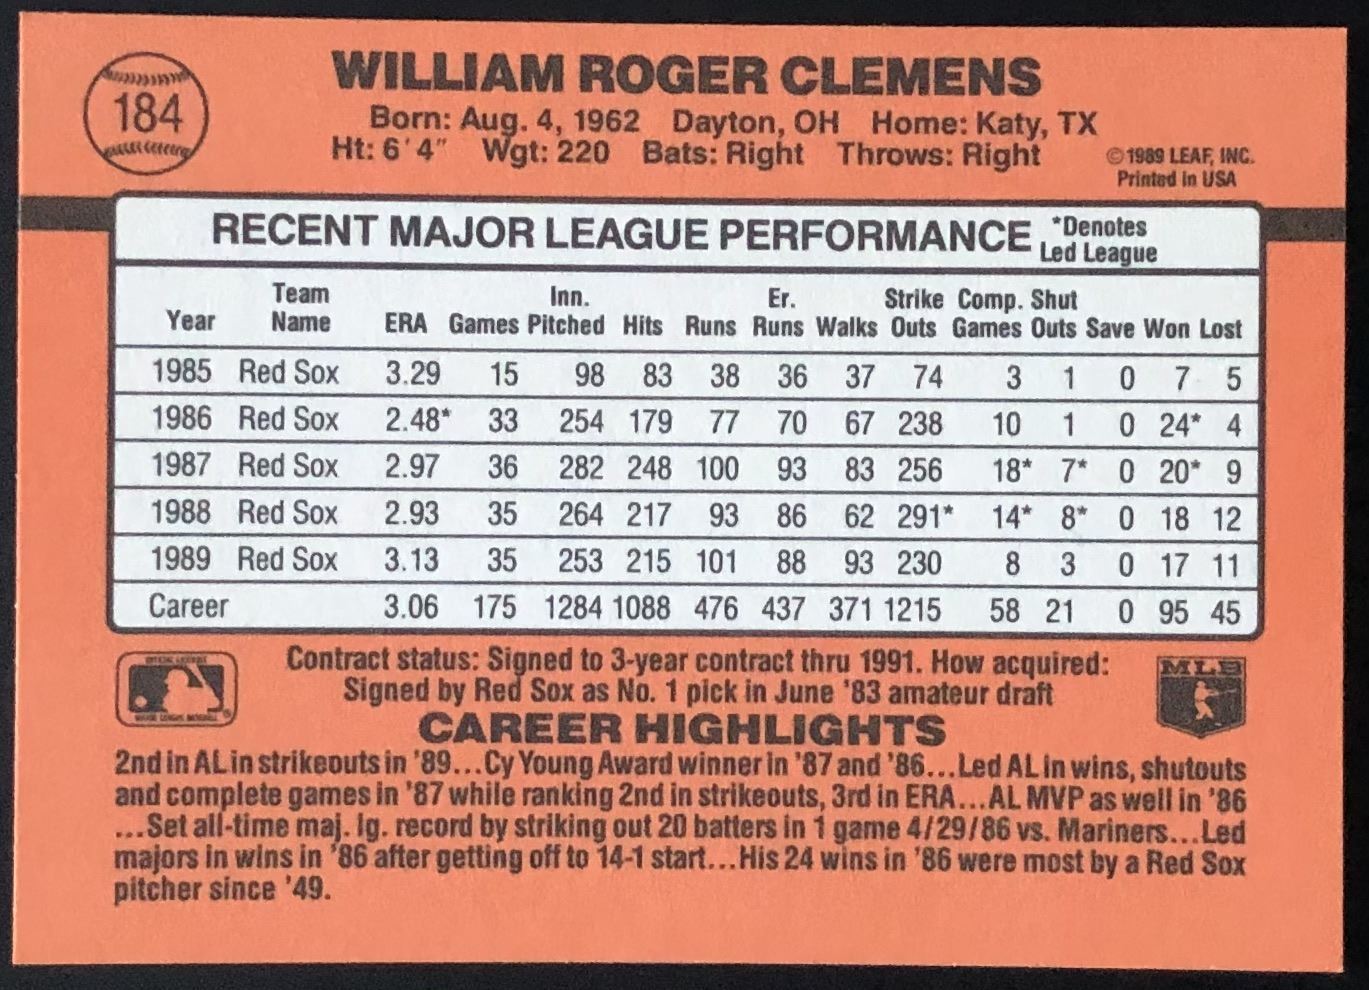 184
WILLIAM ROGER CLEMENS
Born: Aug. 4, 1962 Dayton, OH Home: Katy, TX
Ht: 6'4" Wgt: 220 Bats: Right Throws: Right
©1989 LEAF, INC.
Printed in USA
RECENT MAJOR LEAGUE PERFORMANCE *Denotes
Led League
Team Inn. Er. Strike Comp. Shut
Year Name ERA Games Pitched Hits Runs Runs Walks Outs Games Outs Save Won Lost
1985 Red Sox 3.29 15 98 83 38 36 37 74 3 1 0 7 5
1986 Red Sox 2.48* 33 254 179 77 70 67 238 10 1 0 24* 4
1987 Red Sox 2.97 36 282 248 100 93 83 256 18* 7* 0 20* 9
1988 Red Sox 2.93 35 264 217 93 86 62 291* 14* 8* 0 18 12
1989 Red Sox 3.13 35 253 215 101 88 93 230 8 3 0 17 11
Career 3.06 175 1284 1088 476 437 371 1215 58 21 0 95 45
Contract status: Signed to 3-year contract thru 1991. How acquired:
Signed by Red Sox as No. 1 pick in June '83 amateur draft
MLB
CAREER HIGHLIGHTS
2nd in AL in strikeouts in '89...Cy Young Award winner in '87 and '86...Led AL in wins, shutouts
and complete games in '87 while ranking 2nd in strikeouts, 3rd in ERA...AL MVP as well in '86
...Set all-time maj. lg. record by striking out 20 batters in 1 game 4/29/86 vs. Mariners...Led
majors in wins in '86 after getting off to 14-1 start...His 24 wins in '86 were most by a Red Sox
pitcher since '49.